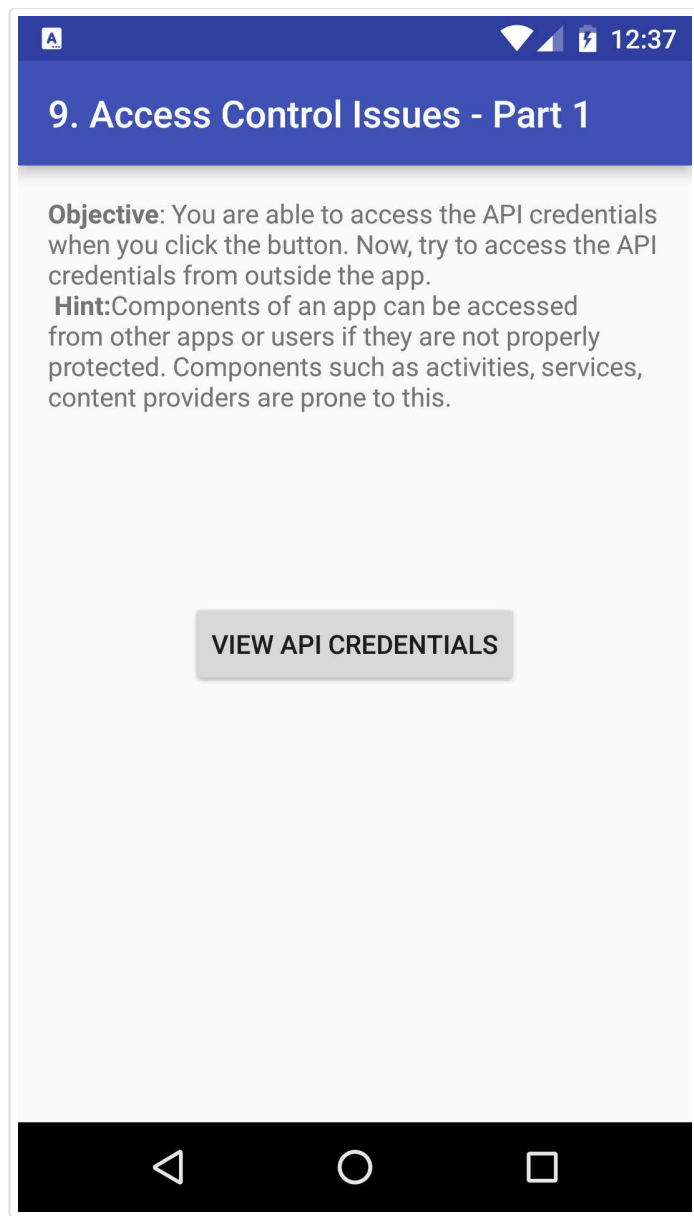 A
12:37
9. Access Control Issues - Part 1
Objective: You are able to access the API credentials
when you click the button. Now, try to access the API
credentials from outside the app.
Hint:Components of an app can be accessed
from other apps or users if they are not properly
protected. Components such as activities, services,
content providers are prone to this.
VIEW API CREDENTIALS